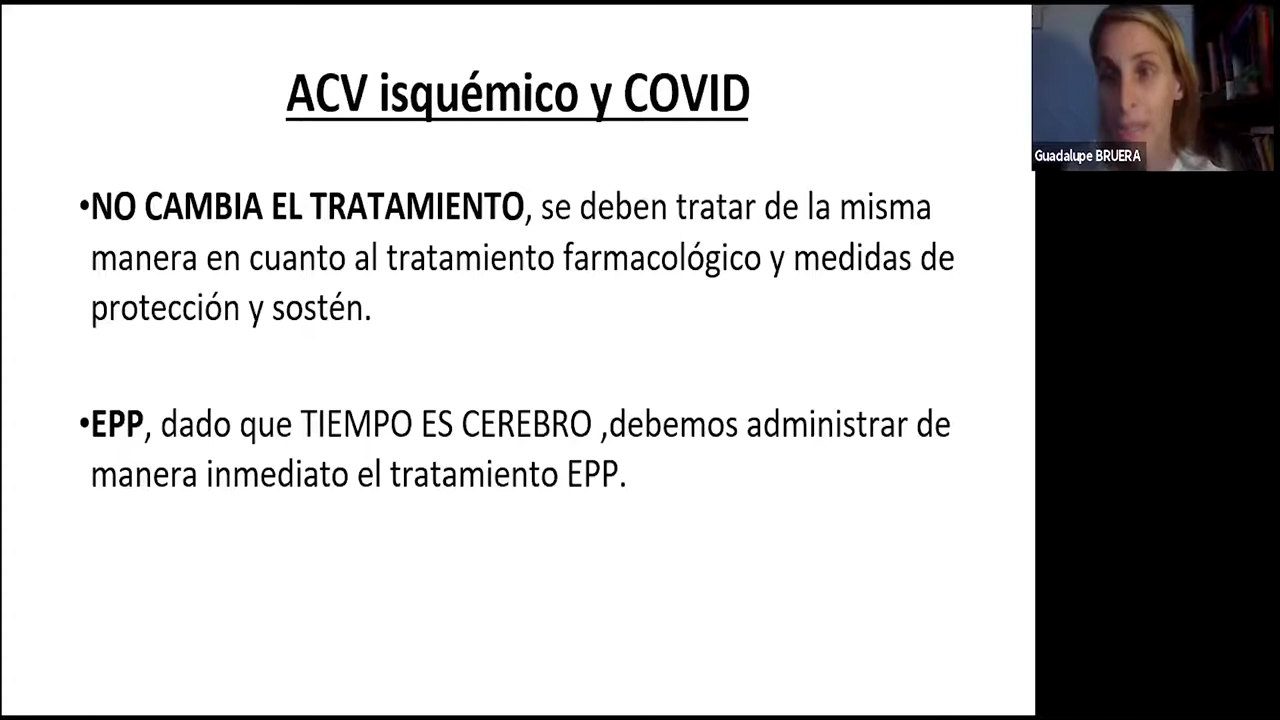 ACV isquémico y COVID
•NO CAMBIA EL TRATAMIENTO, se deben tratar de la misma
manera en cuanto al tratamiento farmacológico y medidas de
protección y sostén.
•EPP, dado que TIEMPO ES CEREBRO ,debemos administrar de
manera inmediato el tratamiento EPP.
Guadalupe BRUERA